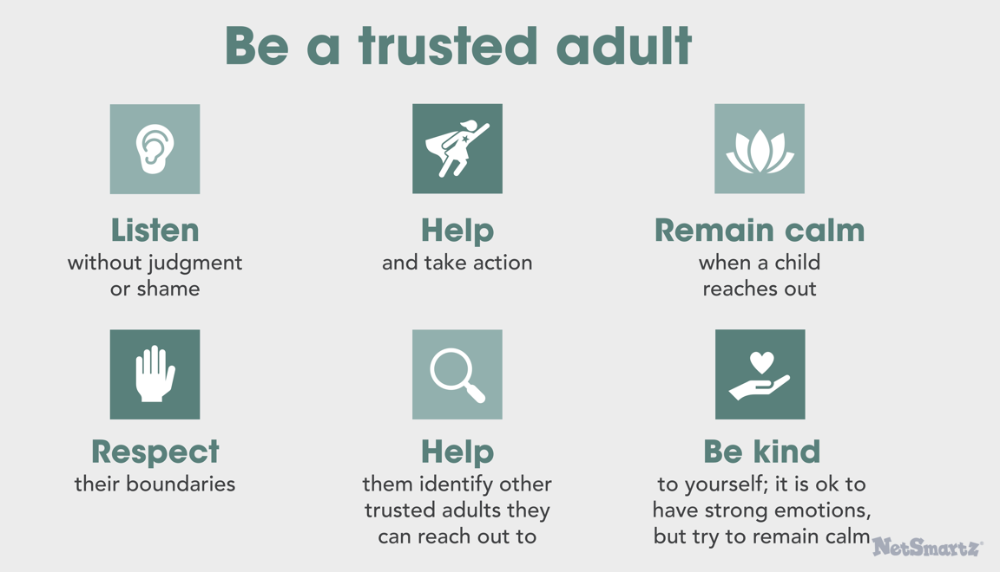 Be a trusted adult
Listen
without judgment
or shame
Help
and take action
Remain calm
when a child
reaches out
Respect
their boundaries
Help
them identify other
trusted adults they
can reach out to
Be kind
to yourself; it is ok to
have strong emotions,
but try to remain calm
NetSmartz®